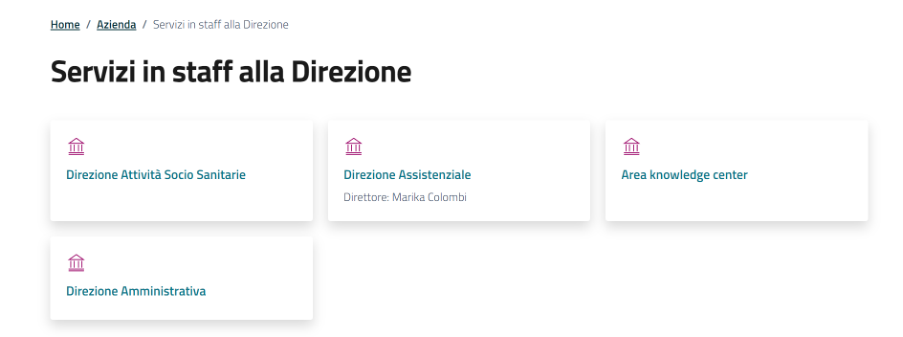 Home / Azienda / Servizi in staff alla Direzione
Servizi in staff alla Direzione
Direzione Attività Socio Sanitarie
Direzione Assistenziale
Direttore: Marika Colombi
Area knowledge center
Direzione Amministrativa